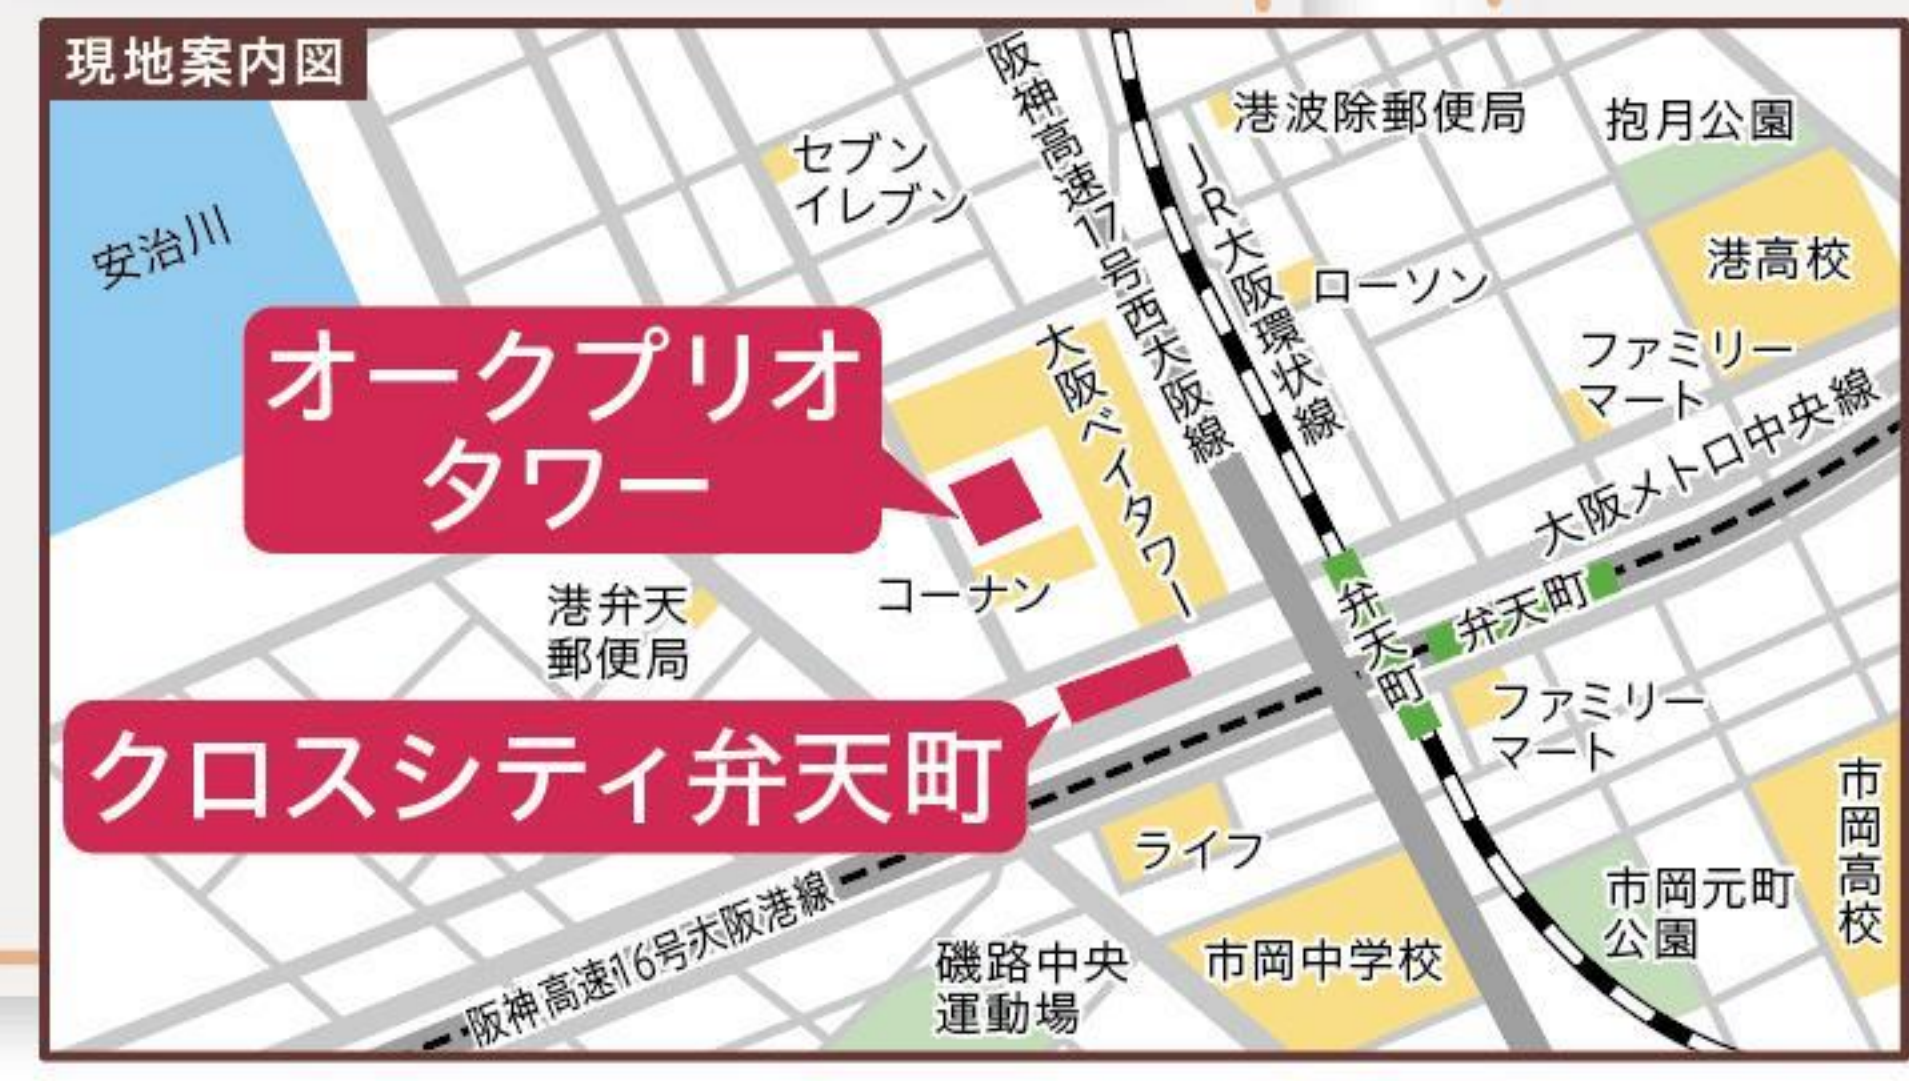 現地案内図
安治川
セブン
イレブン
阪神高速17号西大阪線
JR大阪環状線
港波除郵便局
抱月公園
港高校
ローソン
ファミリー
マート
大阪メトロ中央線
オークプリオ
タワー
大阪ベイタワー
コーナン
港弁天
郵便局
弁天町
弁天町
クロスシティ弁天町
ファミリー
マート
ライフ
市岡高校
市岡元町
公園
阪神高速16号大阪港線
磯路中央
運動場
市岡中学校